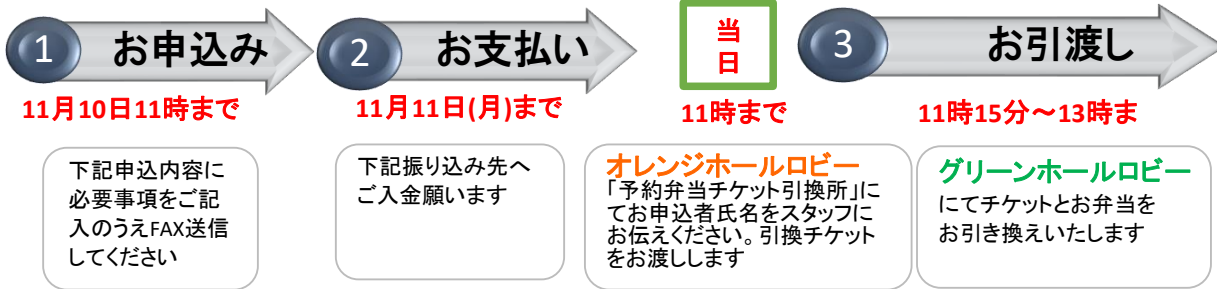 1 お申込み
11月10日11時まで
下記申込内容に
必要事項をご記
入のうえFAX送信
してください
2 お支払い
11月11日(月)まで
下記振り込み先へ
ご入金願います
当
日
11時まで
オレンジホールロビー
「予約弁当チケット引換所」に
てお申込者氏名をスタッフに
お伝えください。引換チケット
をお渡しします
3 お引渡し
11時15分～13時ま
グリーンホールロビー
にてチケットとお弁当を
お引き換えいたします